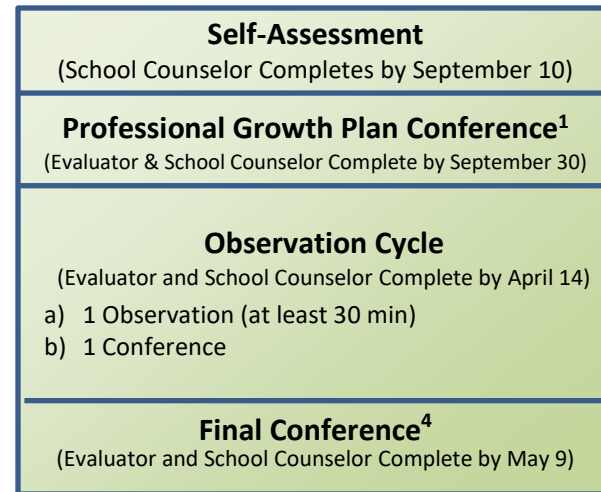 Self-Assessment
(School Counselor Completes by September 10)
Professional Growth Plan Conference¹
(Evaluator & School Counselor Complete by September 30)
Observation Cycle
(Evaluator and School Counselor Complete by April 14)
a) 1 Observation (at least 30 min)
b) 1 Conference
Final Conference⁴
(Evaluator and School Counselor Complete by May 9)